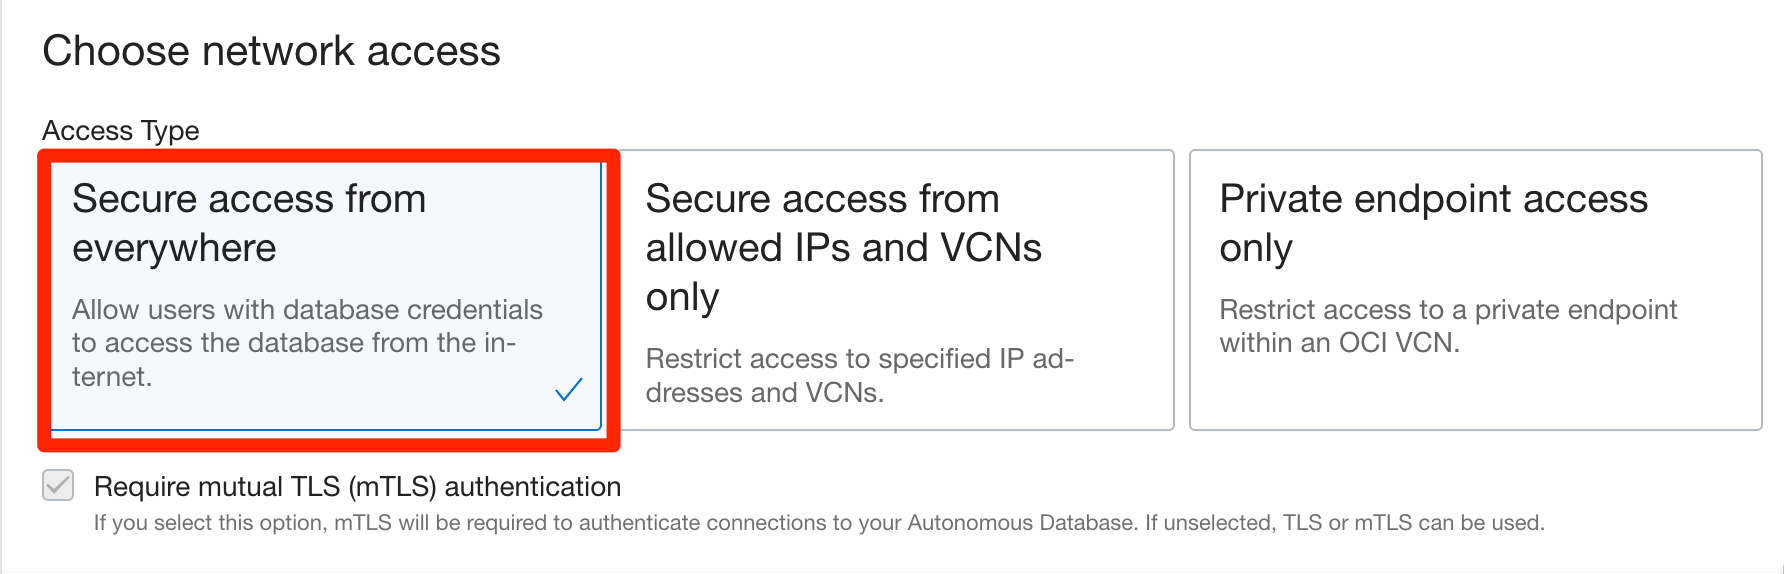 Choose network access
Access Type
Secure access from
everywhere
Allow users with database credentials
to access the database from the in-
ternet.
Secure access from
allowed IPs and VCNs
only
Restrict access to specified IP ad-
dresses and VCNs.
Private endpoint access
only
Restrict access to a private endpoint
within an OCI VCN.
Require mutual TLS (mTLS) authentication
If you select this option, mTLS will be required to authenticate connections to your Autonomous Database. If unselected, TLS or mTLS can be used.